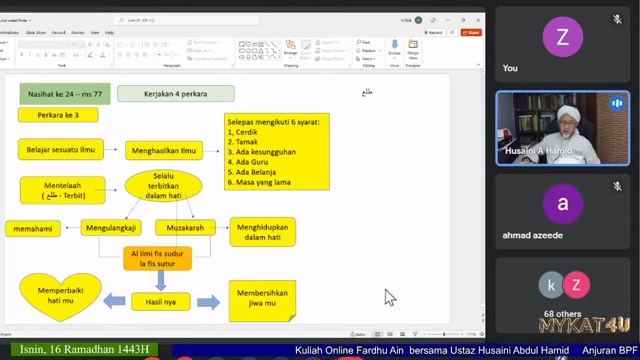 Nasihat ke 24 – ms 77
Kerjakan 4 perkara
طلع
Perkara ke 3
Belajar sesuatu Ilmu
Menghasilkan Ilmu
Selepas mengikuti 6 syarat:
1, Cerdik
2. Tamak
3. Ada kesungguhan
4. Ada Guru
5. Ada Belanja
6. Masa yang lama
Mentelaah
( طلع - Terbit)
Selalu
terbitkan
dalam hati
memahami
Mengulangkaji
Muzakarah
Menghidupkan
dalam hati
Al ilmi fis sudur
la fis sutur
Memperbaiki
hati mu
Hasil nya
Membersihkan
jiwa mu
Z
You
Husaini A Hamid
a
ahmad azeede
k
Z
68 others
MYKAT4U
Isnin, 16 Ramadhan 1443H
Kuliah Online Fardhu Ain bersama Ustaz Husaini Abdul Hamid
Anjuran BPF